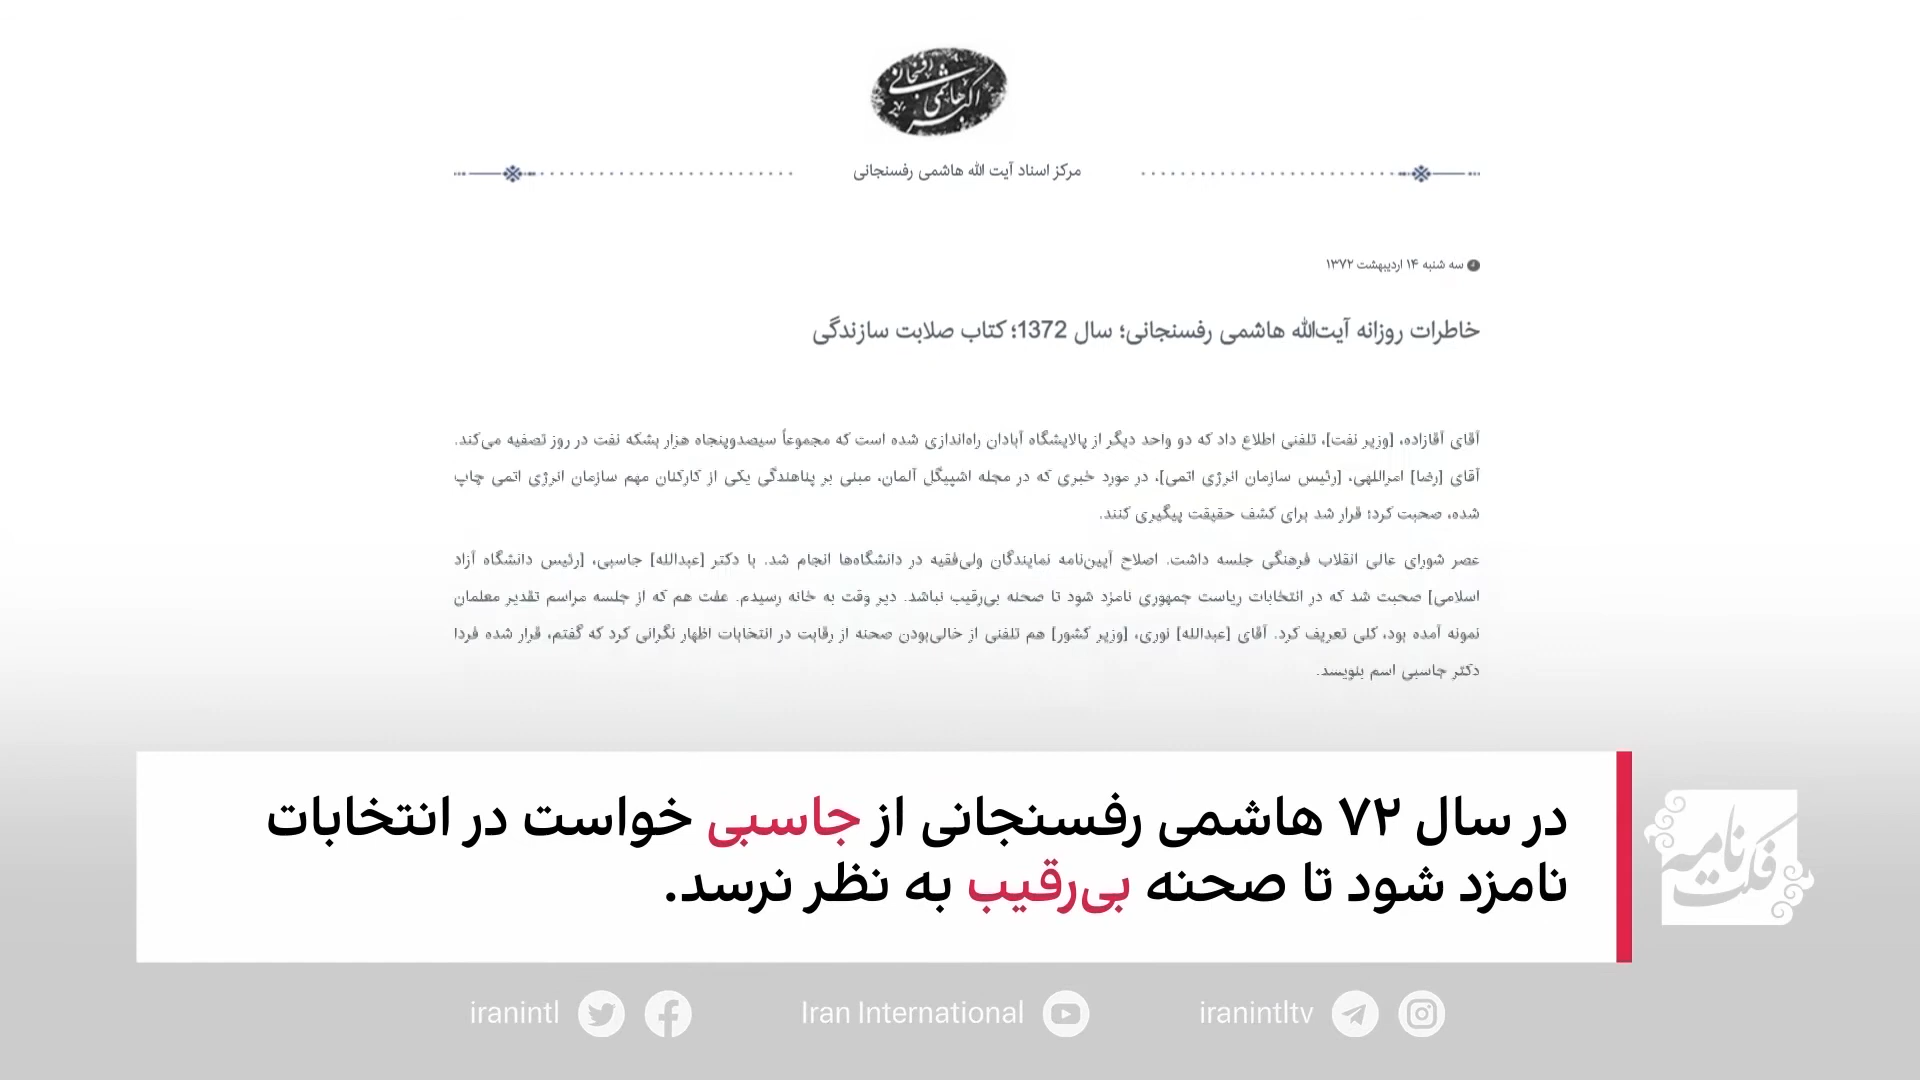 اکبر هاشمی رفسنجانی
مرکز اسناد آیت الله هاشمی رفسنجانی
سه شنبه ۱۴ اردیبهشت ۱۳۷۲
خاطرات روزانه آیت‌الله هاشمی رفسنجانی؛ سال 1372؛ کتاب صلابت سازندگی
آقای آقازاده، [وزیر نفت]، تلفنی اطلاع داد که دو واحد دیگر از پالایشگاه آبادان راه‌اندازی شده است که مجموعاً سیصدوپنجاه هزار بشکه نفت در روز تصفیه می‌کند.
آقای [رضا] امراللهی، [رئیس سازمان انرژی اتمی]، در مورد خبری که در مجله اشپیگل آلمان، مبنی بر پناهندگی یکی از کارکنان مهم سازمان انرژی اتمی چاپ
شده، صحبت کرد؛ قرار شد برای کشف حقیقت پیگیری کنند.
عصر شورای عالی انقلاب فرهنگی جلسه داشت. اصلاح آیین‌نامه نمایندگان ولی‌فقیه در دانشگاه‌ها انجام شد. با دکتر [عبدالله] جاسبی، [رئیس دانشگاه آزاد
اسلامی] صحبت شد که در انتخابات ریاست جمهوری نامزد شود تا صحنه بی‌رقیب نباشد. دیر وقت به خانه رسیدم. عفت هم که از جلسه مراسم تقدیر معلمان
نمونه آمده بود، کلی تعریف کرد. آقای [عبدالله] نوری، [وزیر کشور] هم تلفنی از خالی‌بودن صحنه از رقابت در انتخابات اظهار نگرانی کرد که گفتم، قرار شده فردا
دکتر جاسبی اسم بنویسد.
در سال ۷۲ هاشمی رفسنجانی از جاسبی خواست در انتخابات
نامزد شود تا صحنه بی‌رقیب به نظر نرسد.
فکت نامه
iranintl
Iran International
iranintltv